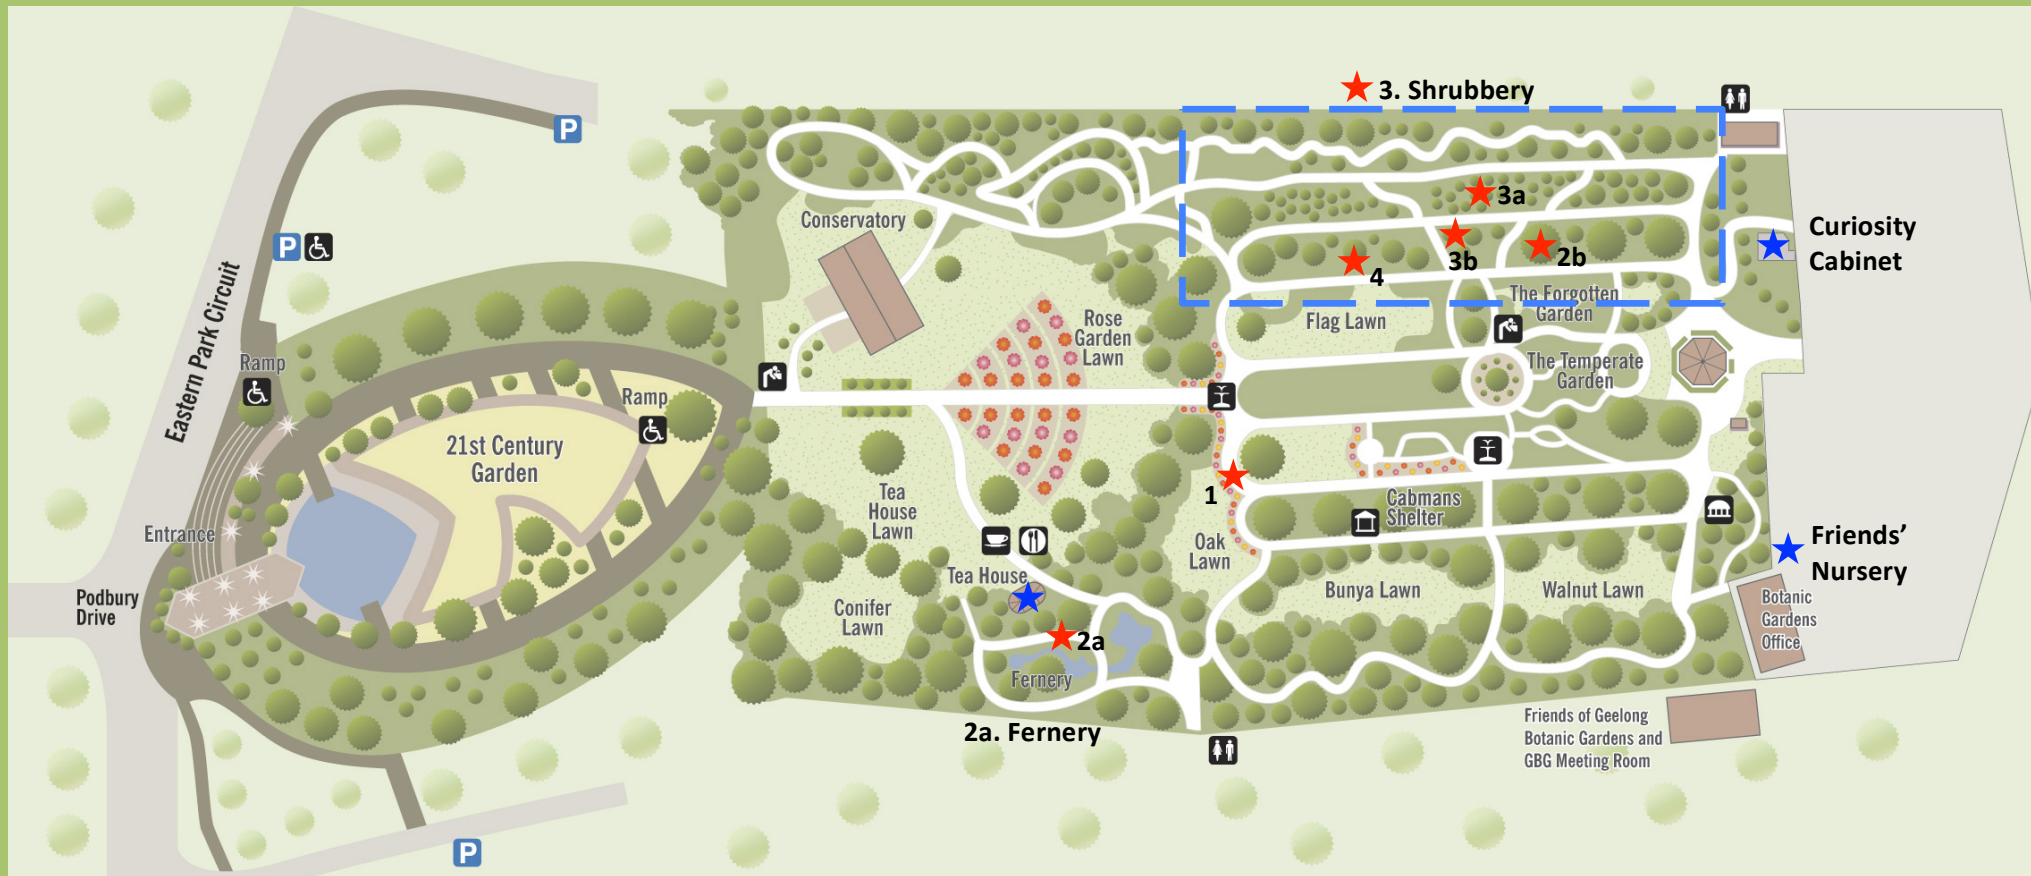 3. Shrubbery
P
3a
Conservatory
Curiosity
Cabinet
P
3b
2b
4
Eastern Park Circuit
The Forgotten
Garden
Rose
Garden
Lawn
Flag Lawn
Ramp
The Temperate
Garden
Ramp
21st Century
Garden
1
Tea
House
Lawn
Cabmans
Shelter
Entrance
Oak
Lawn
Friends’
Nursery
Tea House
Bunya Lawn
Walnut Lawn
Podbury
Drive
Conifer
Lawn
Botanic
Gardens
Office
2a
Fernery
2a. Fernery
Friends of Geelong
Botanic Gardens and
GBG Meeting Room
P